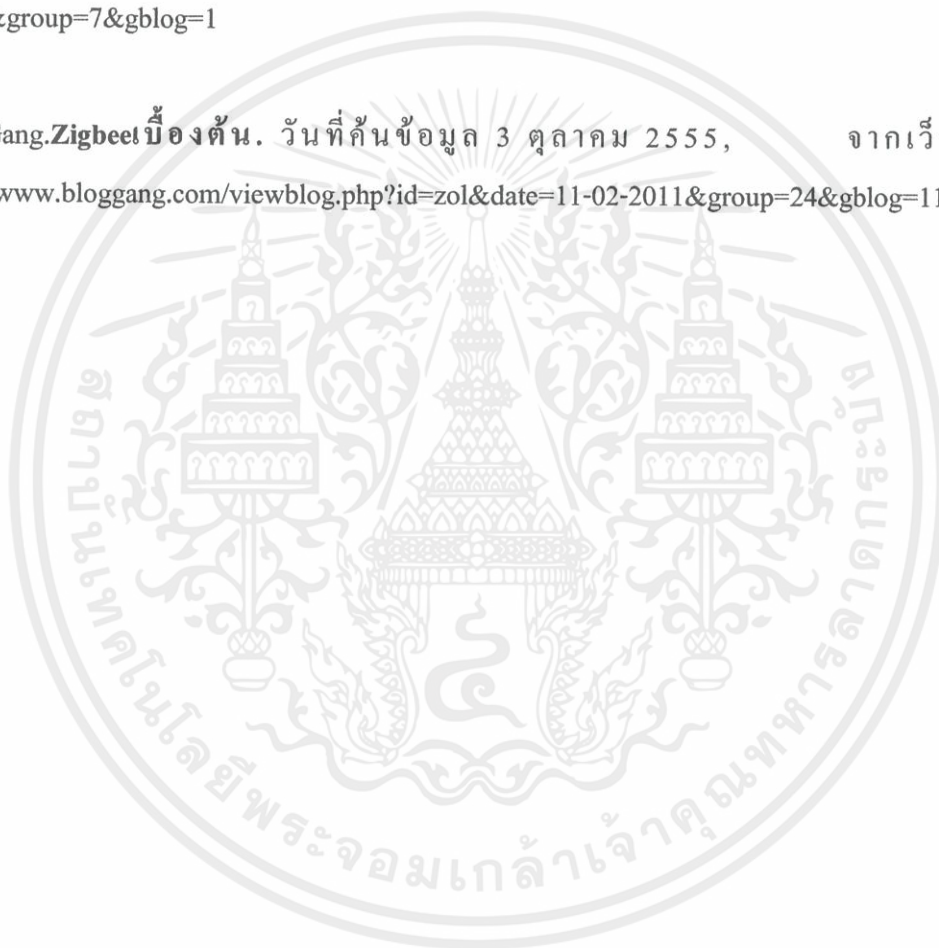 &group=7&gblog=1
ang.Zigbeeเบื้องต้น. วันที่ค้นข้อมูล 3 ตุลาคม 2555, จากเว็
www.bloggang.com/viewblog.php?id=zol&date=11-02-2011&group=24&gblog=11
สถาบันเทคโนโลยีพระจอมเกล้าเจ้าคุณทหารลาดกระบัง